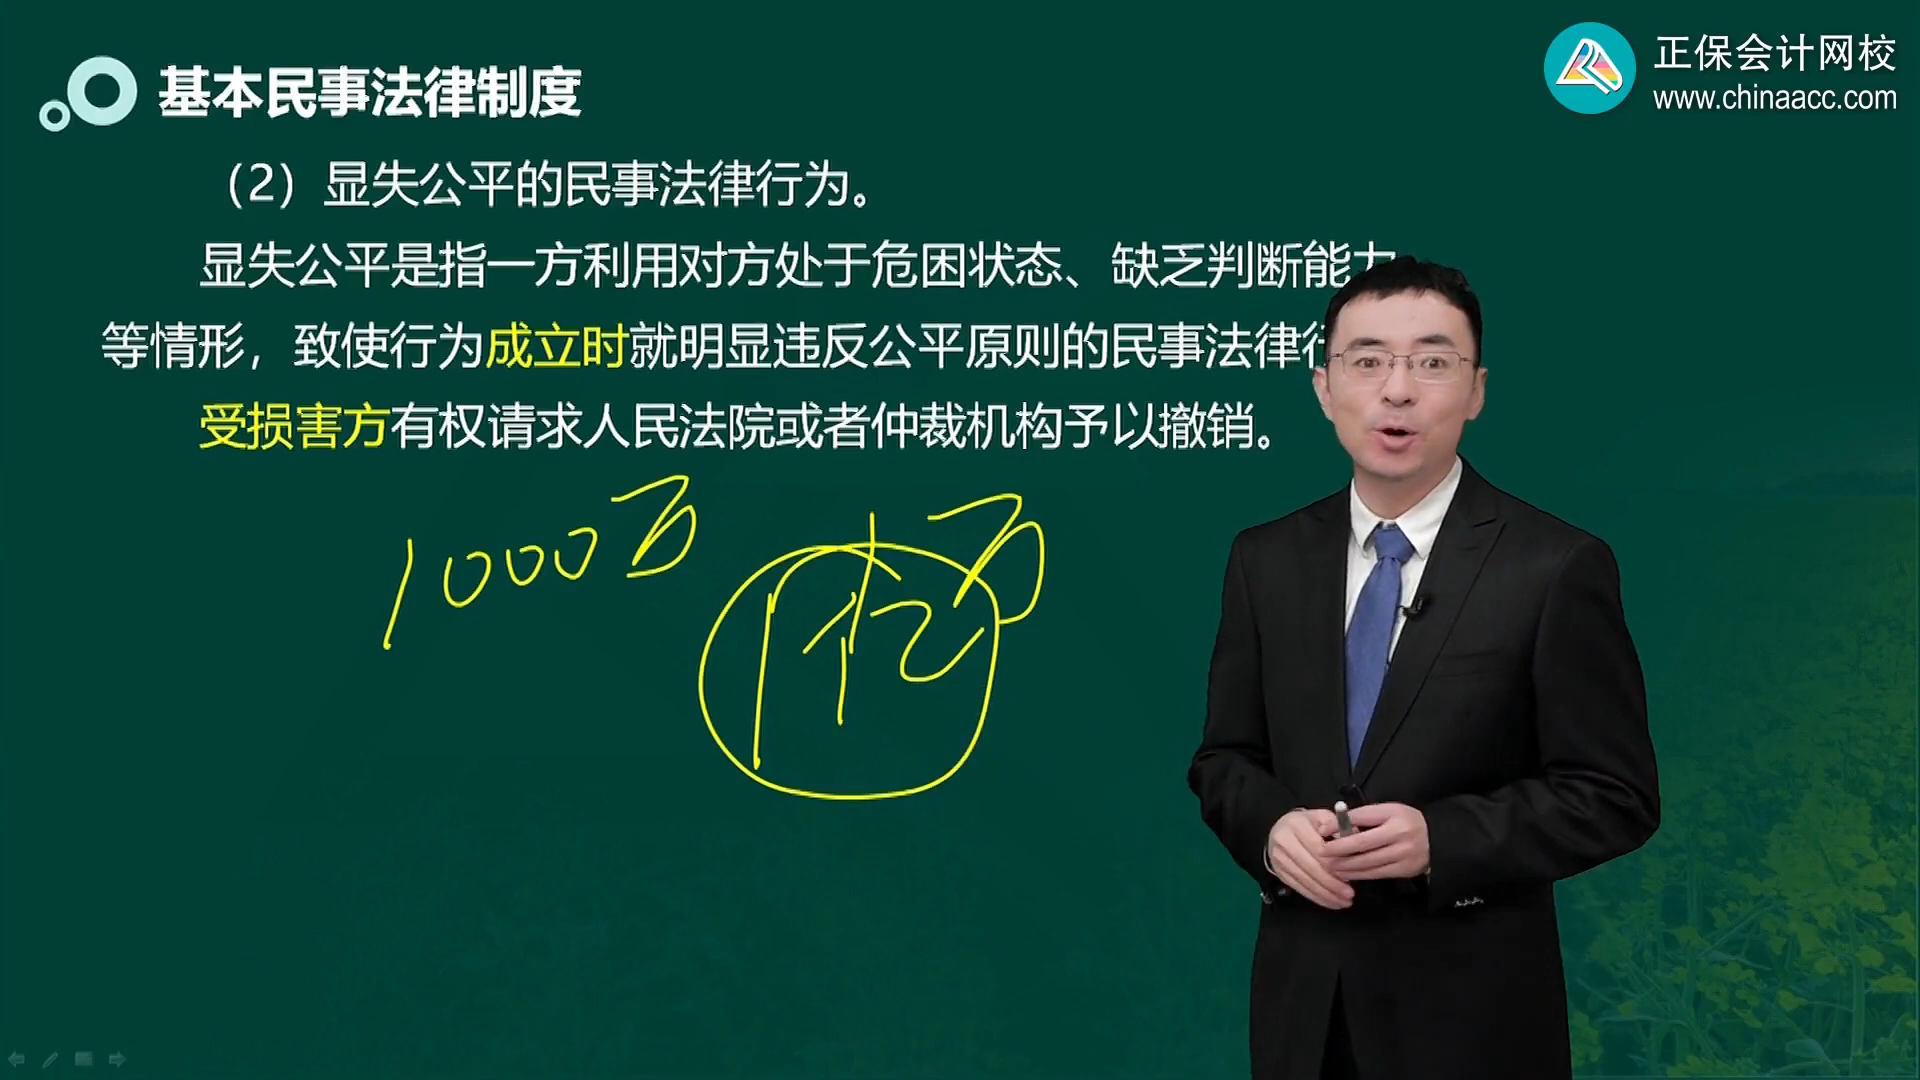 正保会计网校
www.chinaacc.com
基本民事法律制度
（2）显失公平的民事法律行为。
显失公平是指一方利用对方处于危困状态、缺乏判断能力
等情形，致使行为成立时就明显违反公平原则的民事法律行
受损害方有权请求人民法院或者仲裁机构予以撤销。
1000万
1个亿万